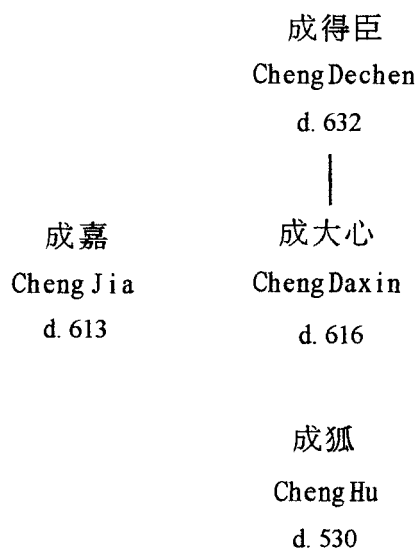 成得臣
Cheng Dechen
d. 632
成嘉
Cheng Jia
d. 613
成大心
Cheng Daxin
d. 616
成狐
Cheng Hu
d. 530